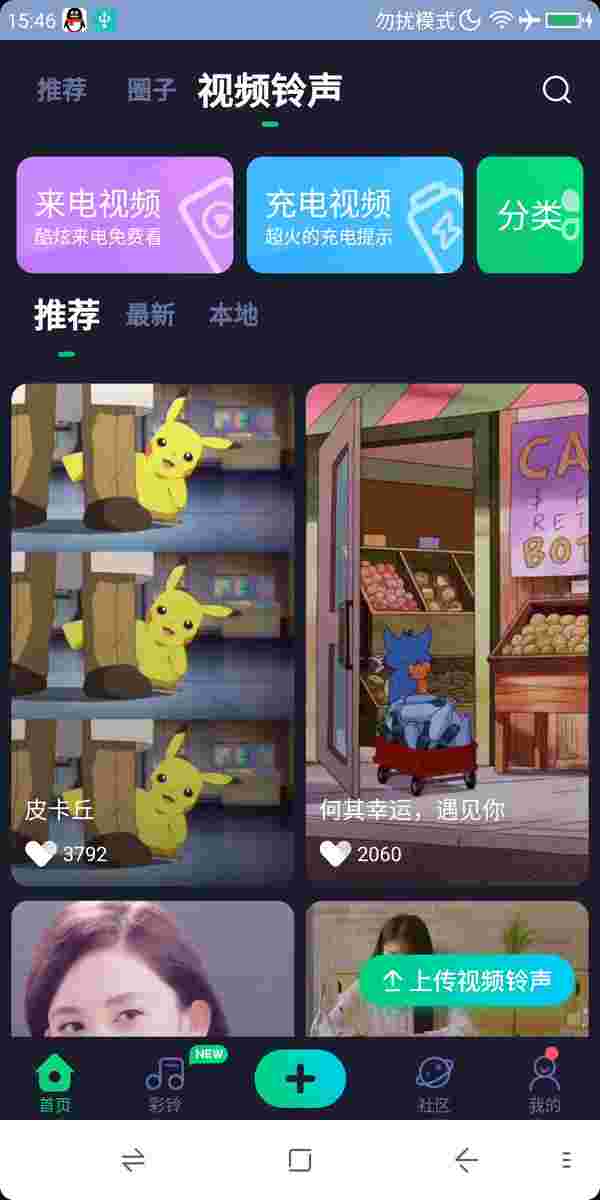 15:46 勿扰模式
推荐 圈子 视频铃声
来电视频 充电视频 分类
酷炫来电免费看 超火的充电提示
推荐 最新 本地
CA
RET
BOT
皮卡丘 何其幸运，遇见你
3792 2060
上传视频铃声
NEW
首页 彩铃 社区 我的